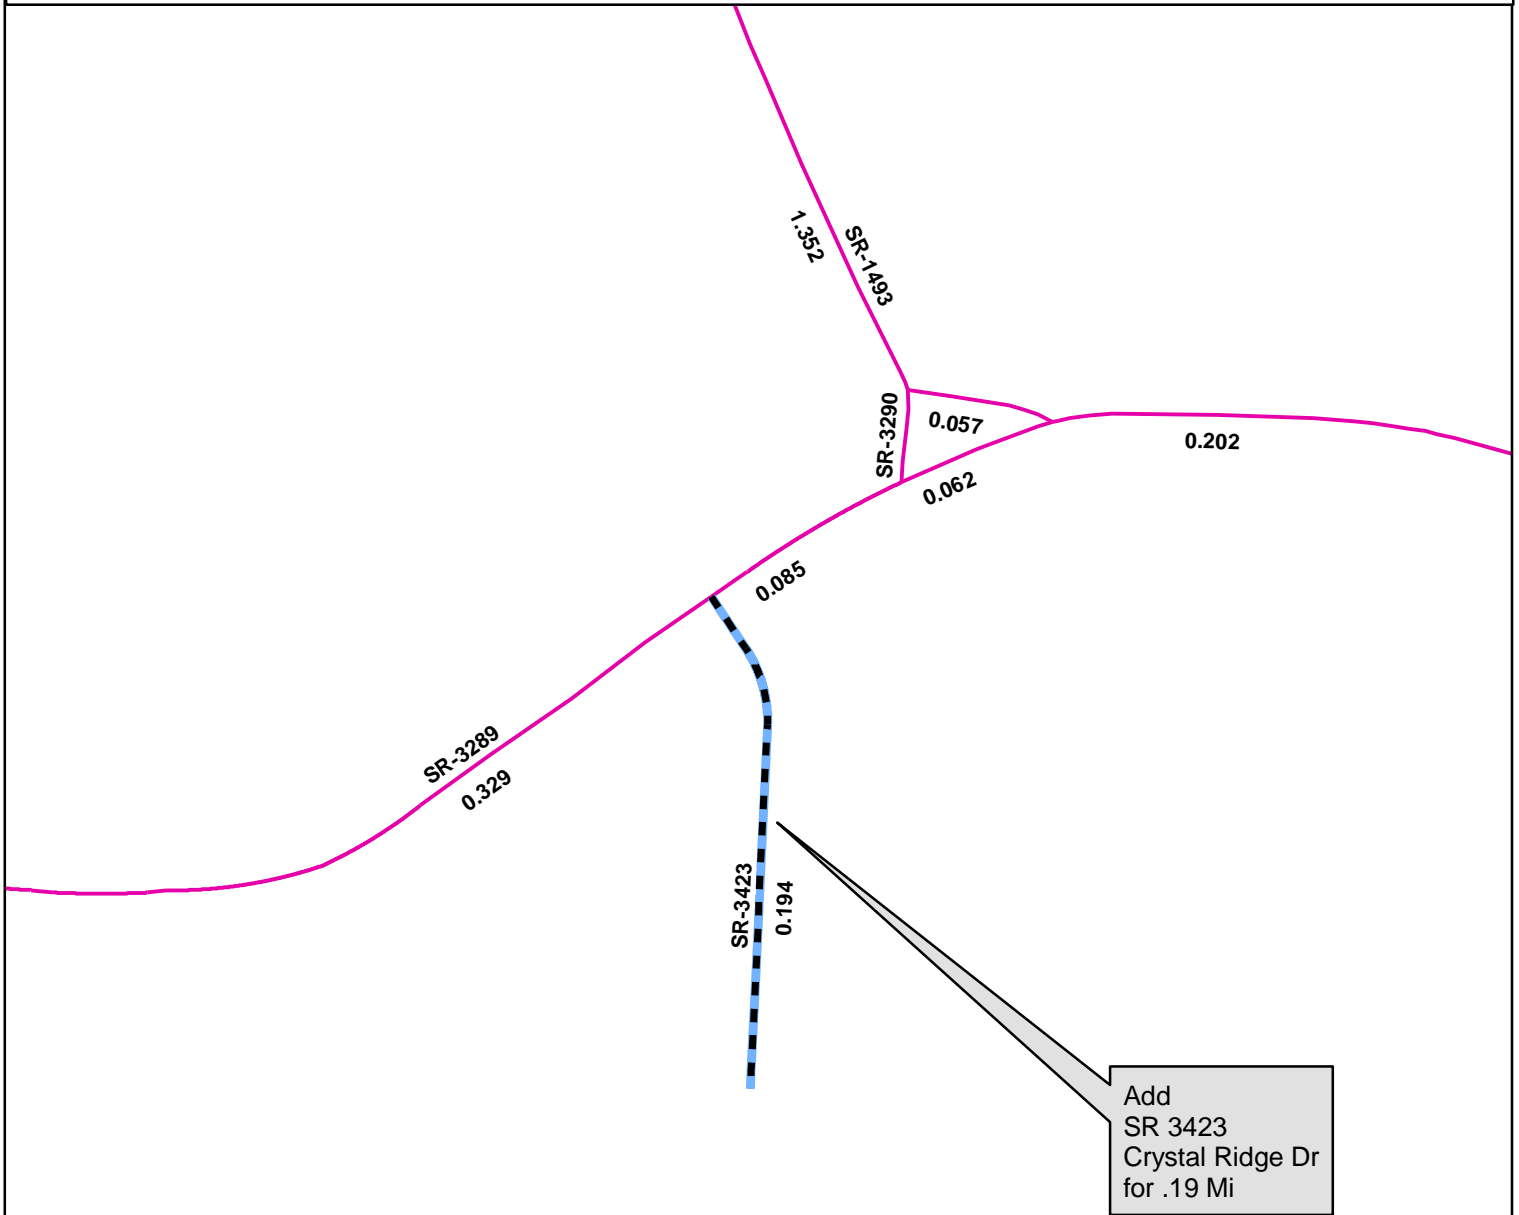 1.352
SR-1493
SR-3290
0.057
0.202
0.062
0.085
SR-3289
0.329
SR-3423
0.194
Add
SR 3423
Crystal Ridge Dr
for .19 Mi